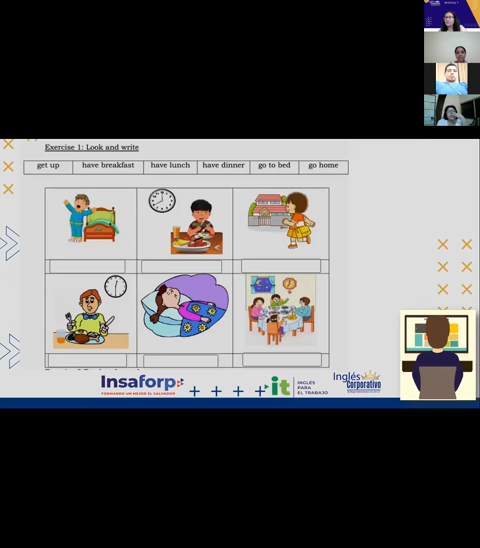 Exercise 1: Look and write
get up have breakfast have lunch have dinner go to bed go home
Insaforp
FORMANDO UN MEJOR EL SALVADOR
it
INGLÉS
PARA
EL TRABAJO
Inglés
Corporativo